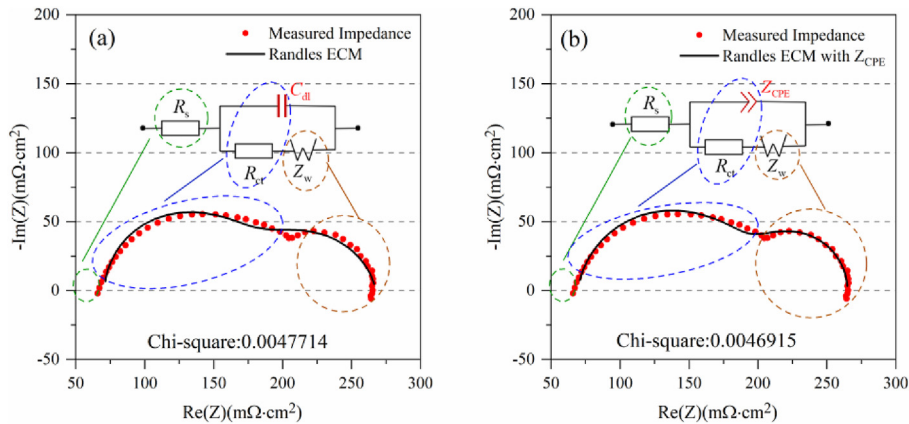 200
150
100
50
0
-50
50
100
150
200
250
300
-Im(Z)(mΩ·cm²)
Re(Z)(mΩ·cm²)
(a)
Measured Impedance
Randles ECM
Rs
Cdl
Rct
Zw
Chi-square:0.0047714
200
150
100
50
0
-50
50
100
150
200
250
300
-Im(Z)(mΩ·cm²)
Re(Z)(mΩ·cm²)
(b)
Measured Impedance
Randles ECM with ZCPE
Rs
ZCPE
Rct
Zw
Chi-square:0.0046915